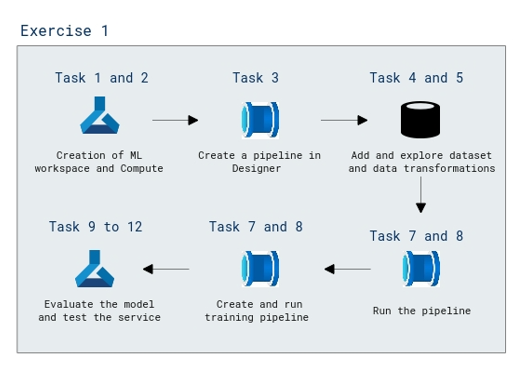 Exercise 1
Task 1 and 2
Task 3
Task 4 and 5
Creation of ML
workspace and Compute
Create a pipeline in
Designer
Add and explore dataset
and data transformations
Task 9 to 12
Task 7 and 8
Task 7 and 8
Evaluate the model
and test the service
Create and run
training pipeline
Run the pipeline